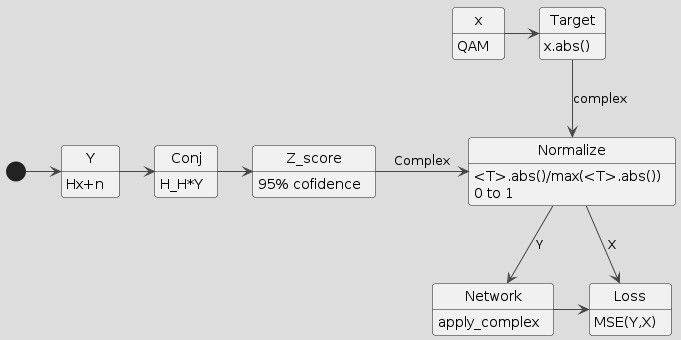 x
QAM
Target
x.abs()
complex
Y
Hx+n
Conj
H_H*Y
Z_score
95% cofidence
Complex
Normalize
<T>.abs()/max(<T>.abs())
0 to 1
Y
X
Network
apply_complex
Loss
MSE(Y,X)